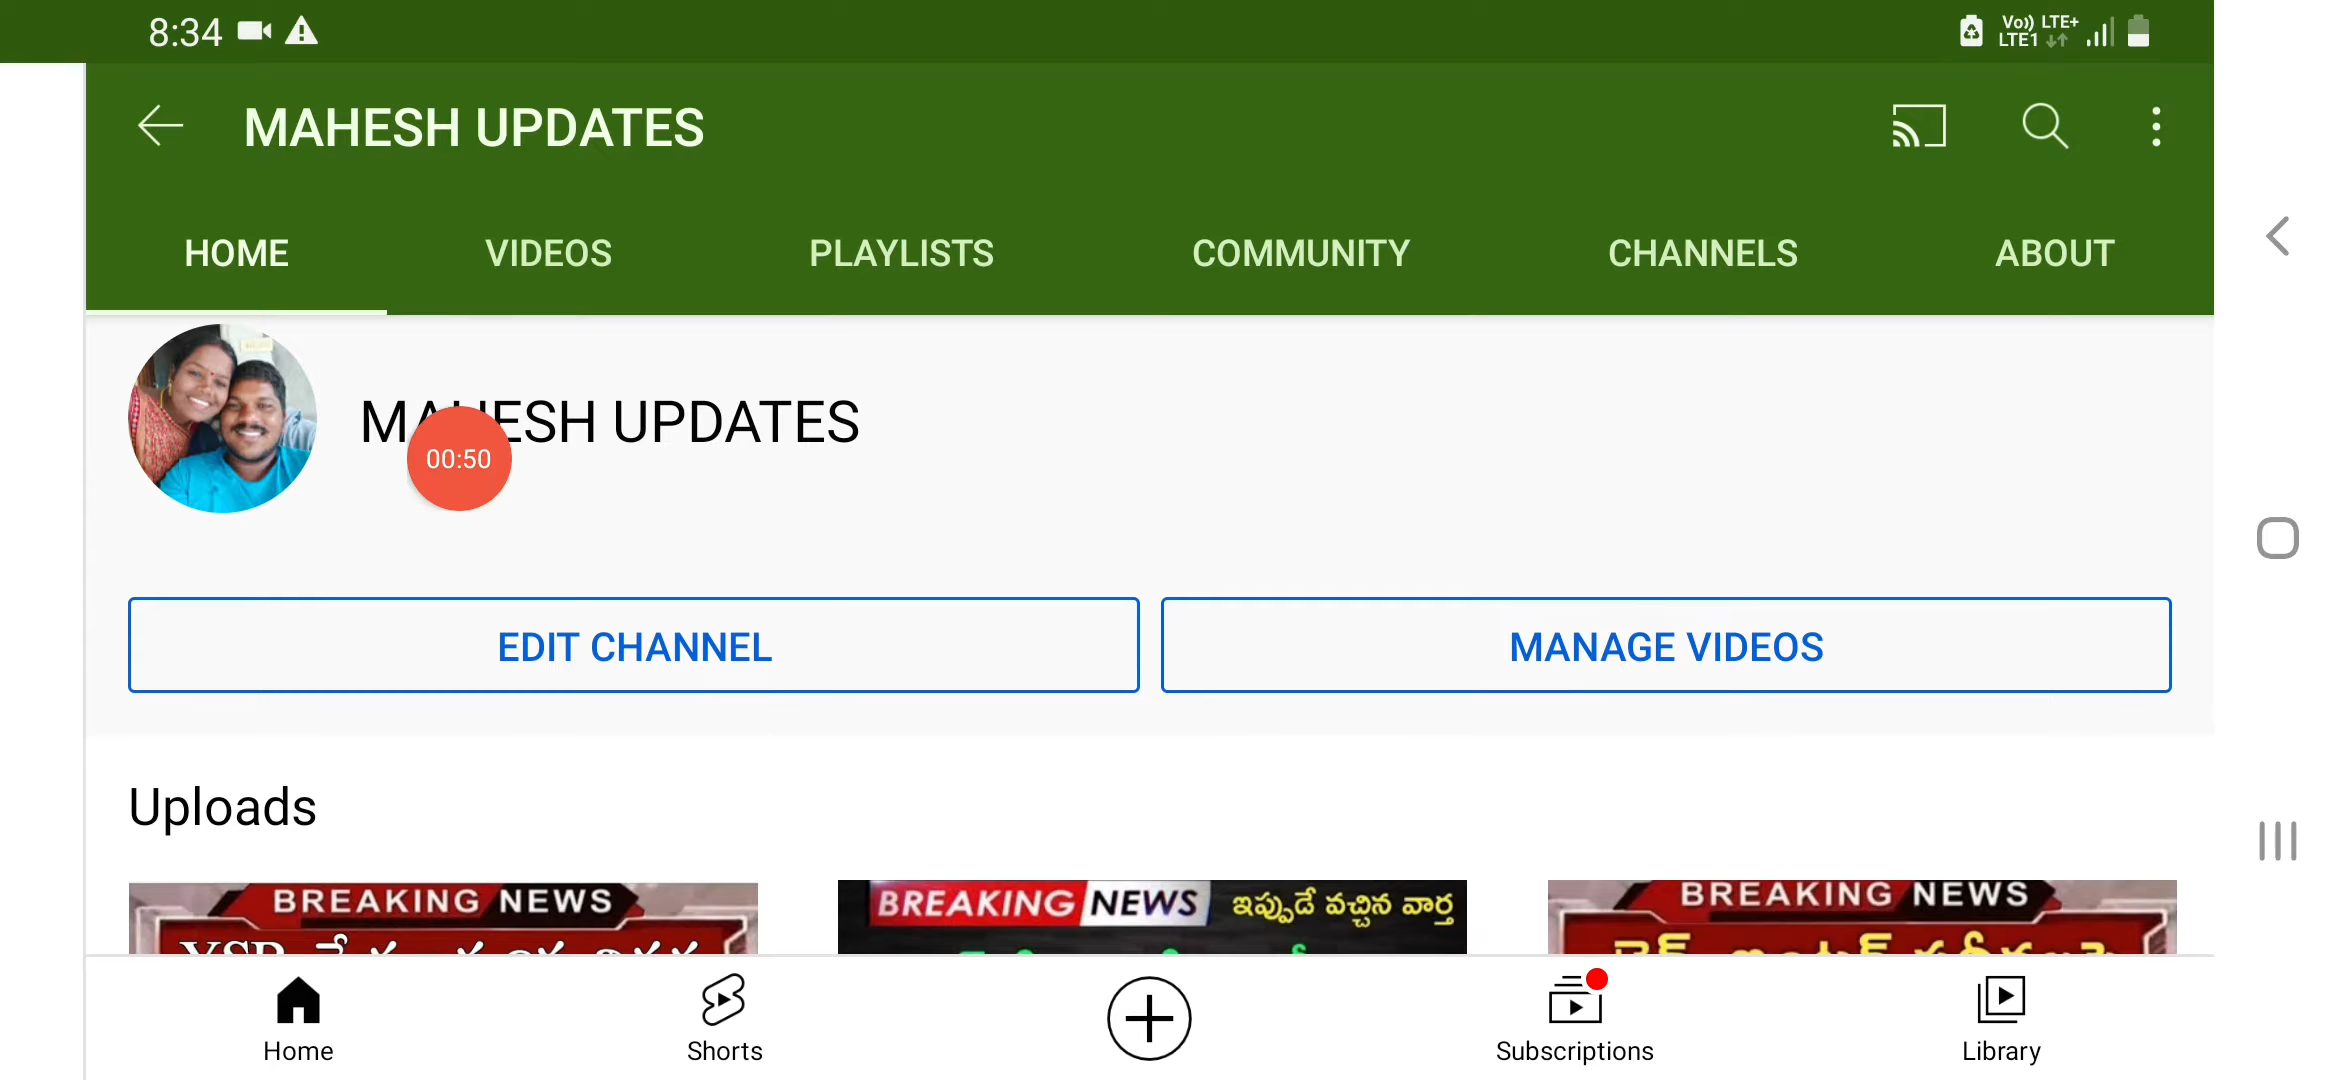 8:34
Vo)) LTE+
LTE1
MAHESH UPDATES
HOME VIDEOS PLAYLISTS COMMUNITY CHANNELS ABOUT
MAHESH UPDATES
00:50
EDIT CHANNEL MANAGE VIDEOS
Uploads
BREAKING NEWS
BREAKING NEWS ఇప్పుడే వచ్చిన వార్త
BREAKING NEWS
Home Shorts Subscriptions Library